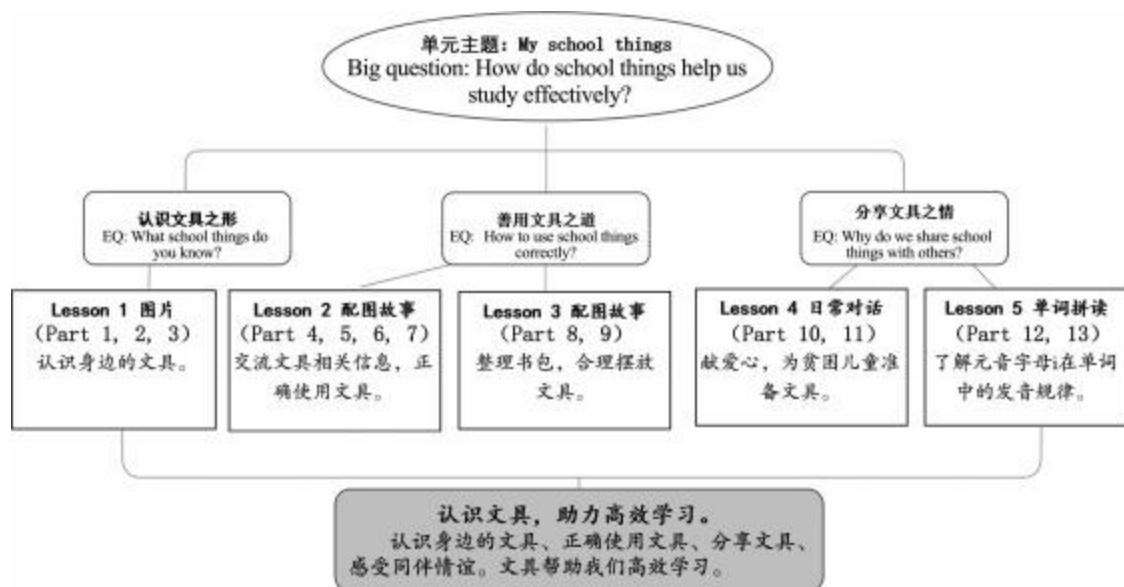 单元主题: My school things
Big question: How do school things help us
study effectively?
认识文具之形
EQ: What school things do
you know?
善用文具之道
EQ: How to use school things
correctly?
分享文具之情
EQ: Why do we share school
things with others?
Lesson 1 图片
(Part 1, 2, 3)
认识身边的文具。
Lesson 2 配图故事
(Part 4, 5, 6, 7)
交流文具相关信息，正
确使用文具。
Lesson 3 配图故事
(Part 8, 9)
整理书包，合理摆放
文具。
Lesson 4 日常对话
(Part 10, 11)
献爱心，为贫困儿童准
备文具。
Lesson 5 单词拼读
(Part 12, 13)
了解元音字母i在单词
中的发音规律。
认识文具，助力高效学习。
认识身边的文具、正确使用文具、分享文具、
感受同伴情谊。文具帮助我们高效学习。